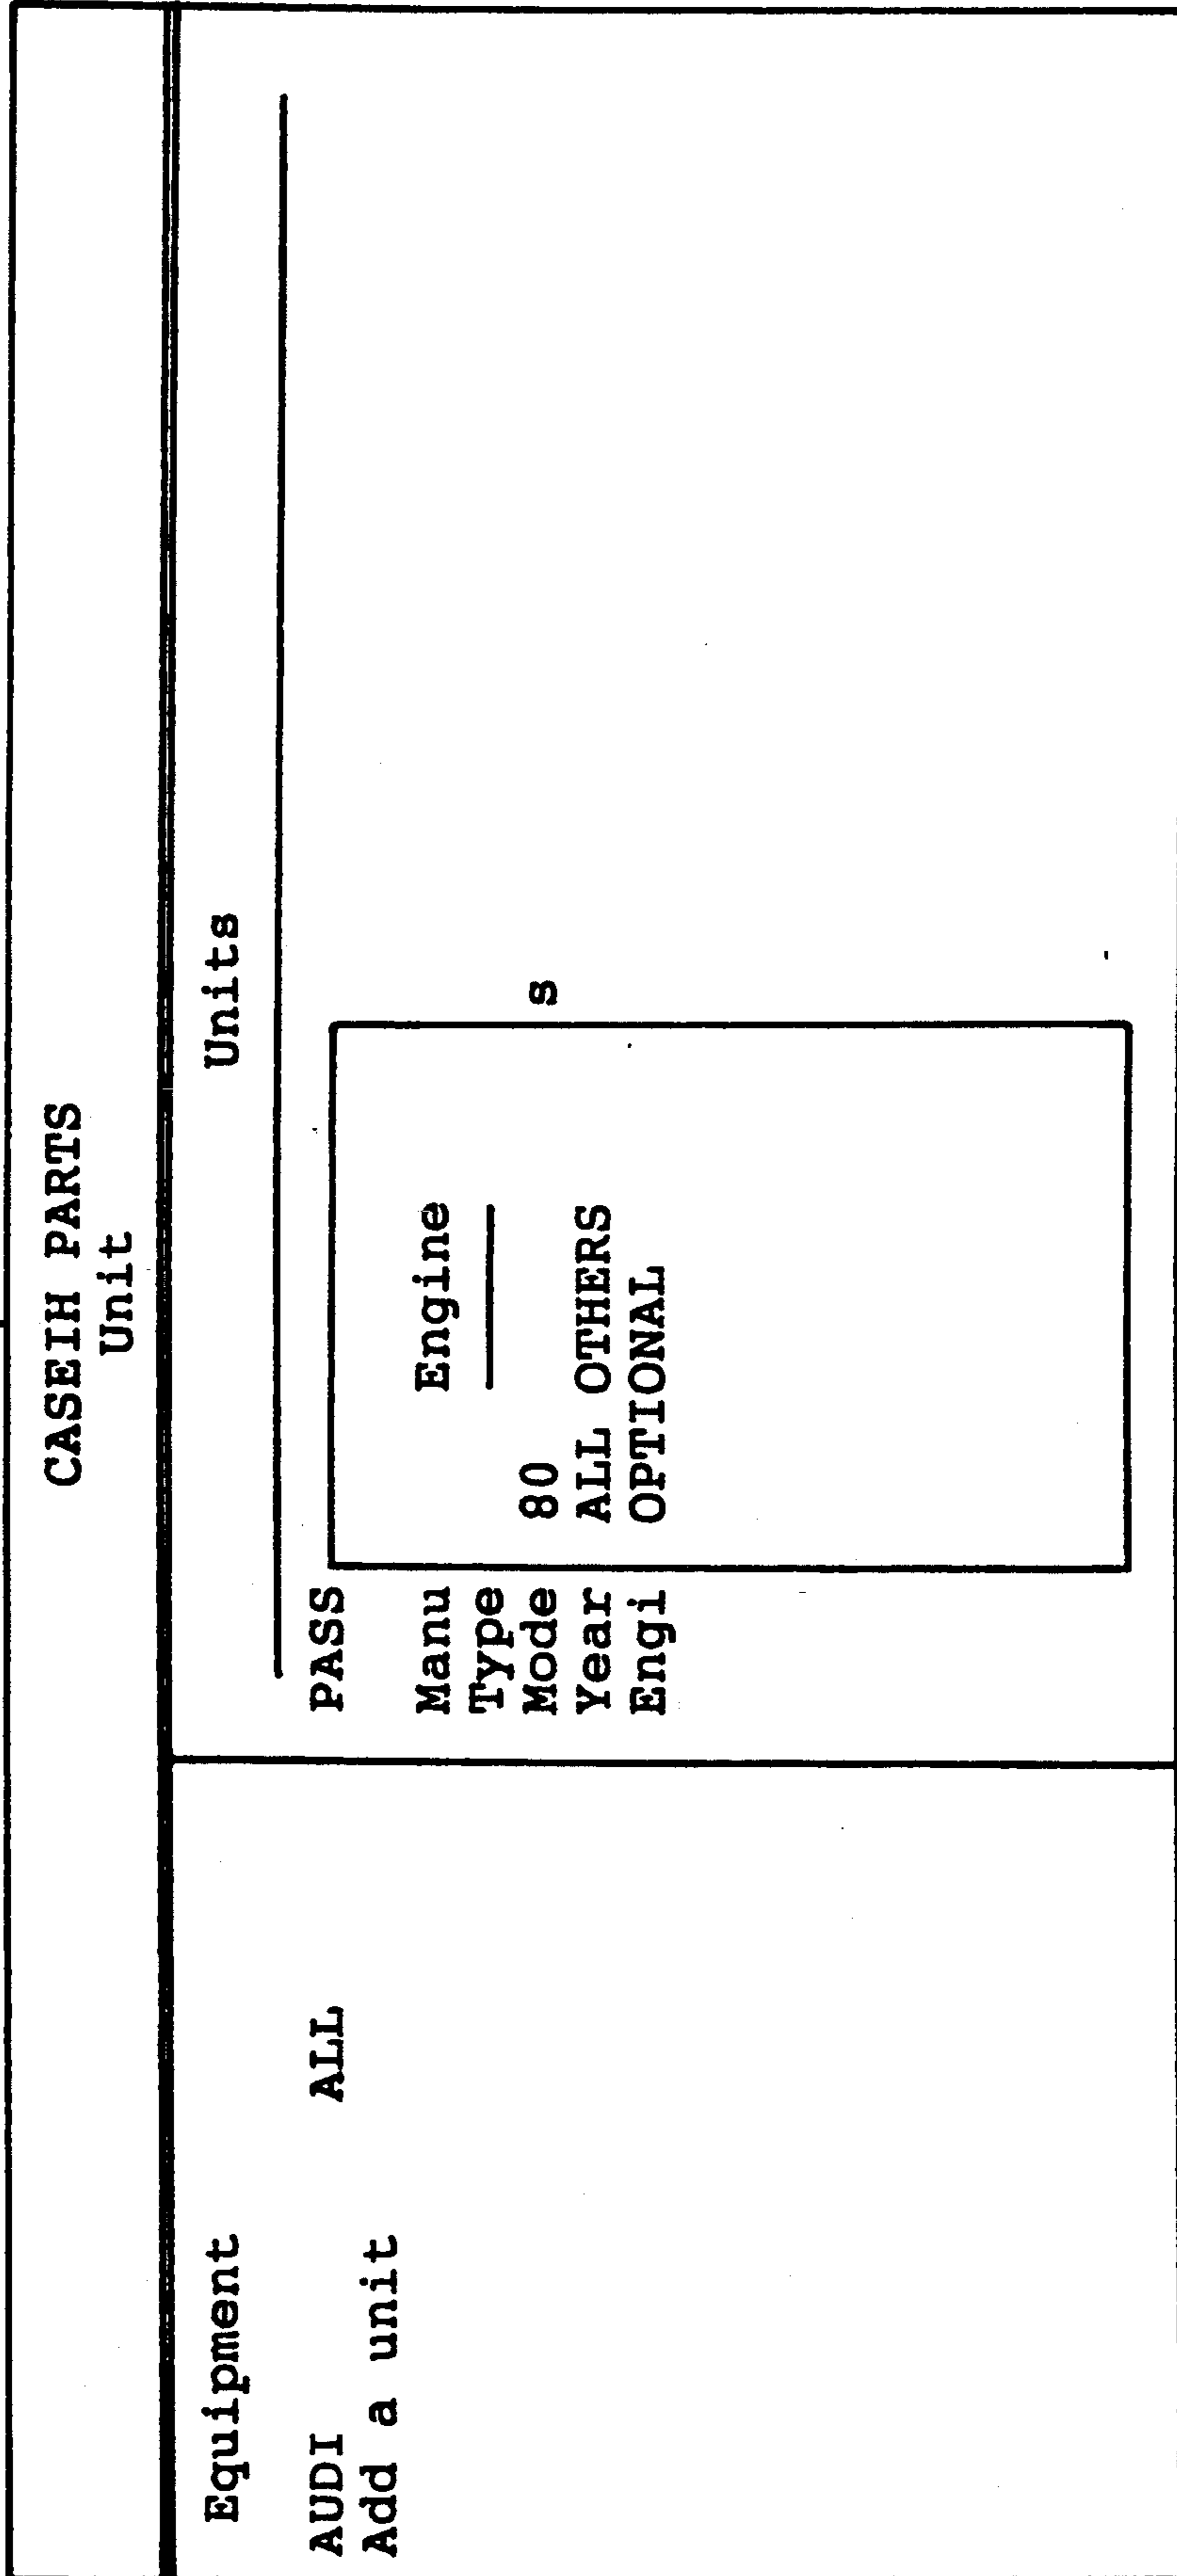 CASEIH PARTS
Unit
Equipment
Units
AUDI ALL
Add a unit
PASS
Manu
Type
Mode
Year
Engi
Engine
80
ALL OTHERS
OPTIONAL
s